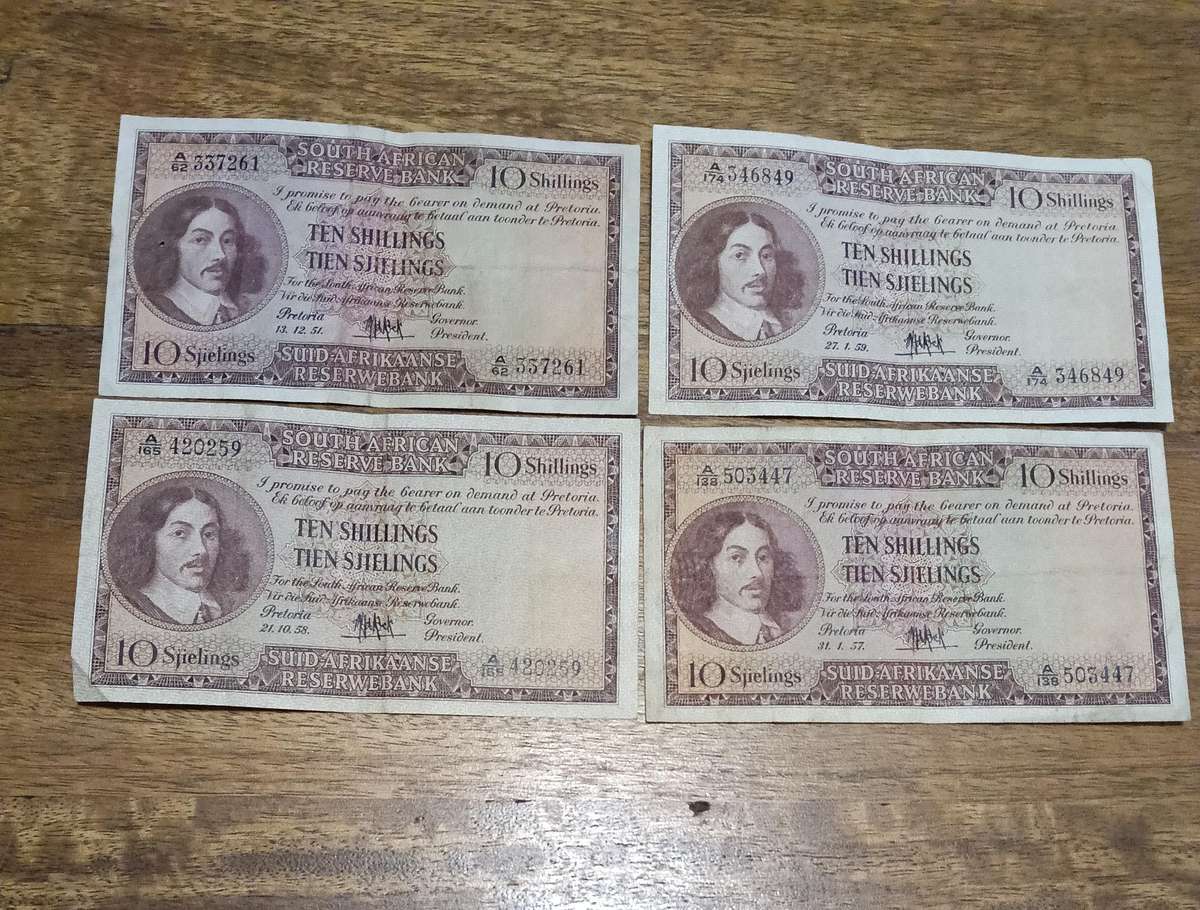 A/62 337261
SOUTH AFRICAN
RESERVE BANK
10 Shillings
I promise to pay the bearer on demand at Pretoria.
Ek beloof op aanvraag te betaal aan toonder te Pretoria.
TEN SHILLINGS
TIEN SJIELINGS
For the South African Reserve Bank.
Vir die Suid-Afrikaanse Reserwebank.
Pretoria
13. 12. 51.
Governor.
President.
10 Sjielings
SUID-AFRIKAANSE
RESERWEBANK
A/62 337261
A/174 346849
SOUTH AFRICAN
RESERVE BANK
10 Shillings
I promise to pay the bearer on demand at Pretoria.
Ek beloof op aanvraag te betaal aan toonder te Pretoria.
TEN SHILLINGS
TIEN SJIELINGS
For the South African Reserve Bank.
Vir die Suid-Afrikaanse Reserwebank.
Pretoria
27. 1. 59.
Governor.
President.
10 Sjielings
SUID-AFRIKAANSE
RESERWEBANK
A/174 346849
A/165 420259
SOUTH AFRICAN
RESERVE BANK
10 Shillings
I promise to pay the bearer on demand at Pretoria.
Ek beloof op aanvraag te betaal aan toonder te Pretoria.
TEN SHILLINGS
TIEN SJIELINGS
For the South African Reserve Bank.
Vir die Suid-Afrikaanse Reserwebank.
Pretoria
21. 10. 58.
Governor.
President.
10 Sjielings
SUID-AFRIKAANSE
RESERWEBANK
A/165 420259
A/138 503447
SOUTH AFRICAN
RESERVE BANK
10 Shillings
I promise to pay the bearer on demand at Pretoria.
Ek beloof op aanvraag te betaal aan toonder te Pretoria.
TEN SHILLINGS
TIEN SJIELINGS
For the South African Reserve Bank.
Vir die Suid-Afrikaanse Reserwebank.
Pretoria
31. 1. 57.
Governor.
President.
10 Sjielings
SUID-AFRIKAANSE
RESERWEBANK
A/138 503447